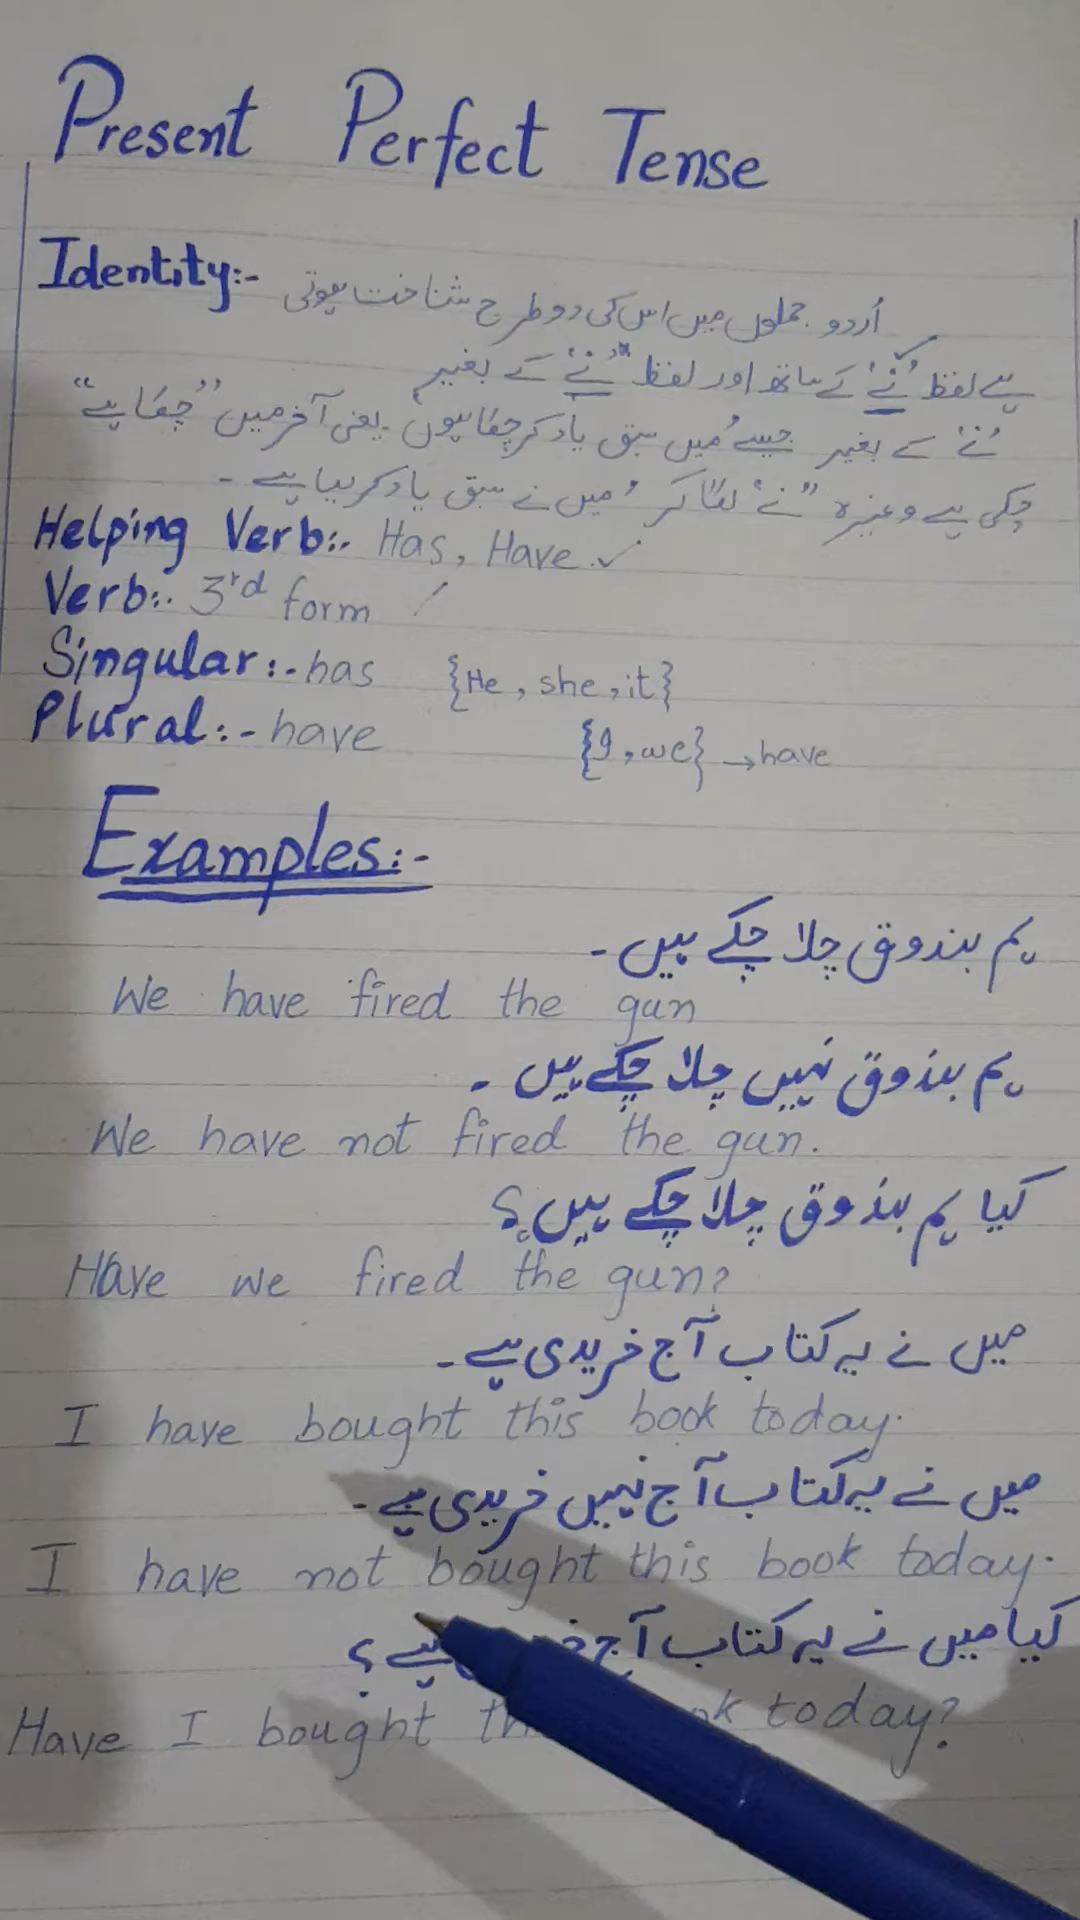 Present Perfect Tense
Identity:- اُردو جملوں میں اس کی دو طرح شناخت ہوتی
ہے لفظ "نے" کے ساتھ اور لفظ "نے" کے بغیر
"نے" کے بغیر جیسے "میں سبق یاد کر چکا ہوں" یعنی آخر میں "چکا ہے"
چکی ہے وغیرہ "نے" لگا کر "میں نے سبق یاد کر لیا ہے -
Helping Verb:- Has, Have ✓
Verb:- 3rd form
Singular:- has {He, she, it}
Plural:- have {I, we} → have
Examples:-
ہم بندوق چلا چکے ہیں -
We have fired the gun
ہم بندوق نہیں چلا چکے ہیں -
We have not fired the gun.
کیا ہم بندوق چلا چکے ہیں؟
Have we fired the gun?
میں نے یہ کتاب آج خریدی ہے -
I have bought this book today.
میں نے یہ کتاب آج نہیں خریدی ہے -
I have not bought this book today.
کیا میں نے یہ کتاب آج ہے؟
Have I bought today?